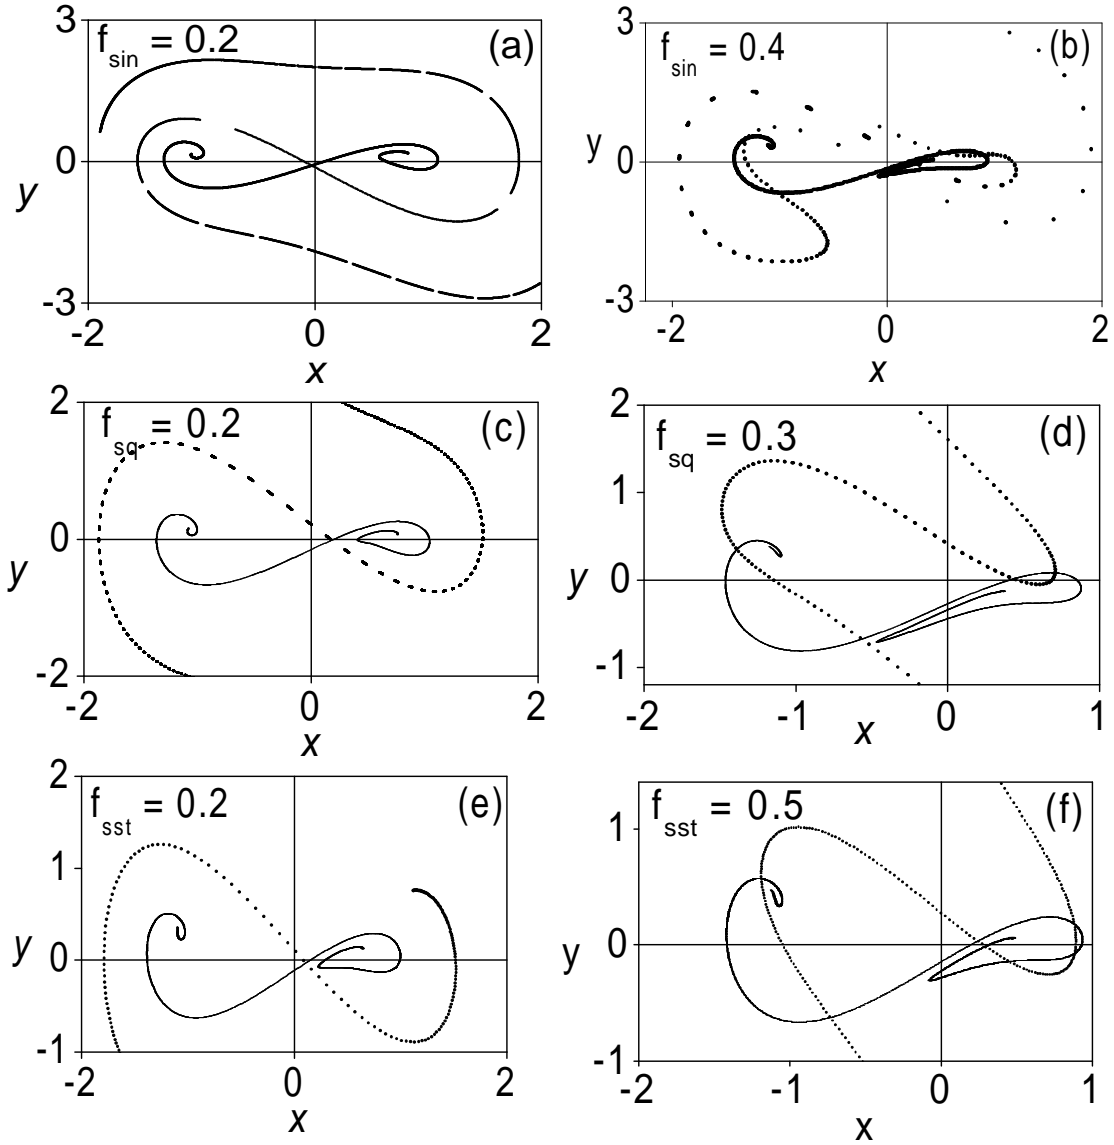 f_sin = 0.2 (a)
3
0
-3
y
-2 0 2
x
f_sin = 0.4 (b)
3
0
-3
y
-2 0 2
x
f_sq = 0.2 (c)
2
0
-2
y
-2 0 2
x
f_sq = 0.3 (d)
2
1
0
-1
y
-2 -1 0 1
x
f_sst = 0.2 (e)
2
1
0
-1
y
-2 0 2
x
f_sst = 0.5 (f)
1
0
-1
y
-2 -1 0 1
x